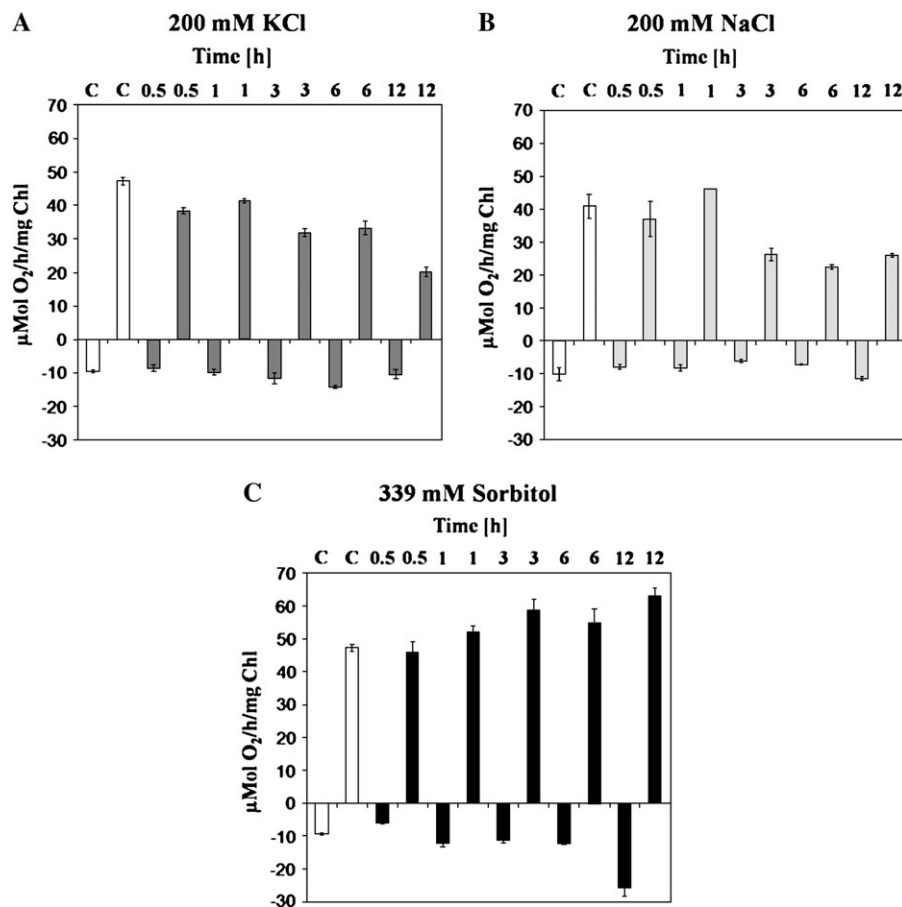 A 200 mM KCl
Time [h]
C C 0.5 0.5 1 1 3 3 6 6 12 12
70
60
50
40
30
20
10
0
-10
-20
-30
µMol O₂/h/mg Chl
B 200 mM NaCl
Time [h]
C C 0.5 0.5 1 1 3 3 6 6 12 12
70
60
50
40
30
20
10
0
-10
-20
-30
µMol O₂/h/mg Chl
C 339 mM Sorbitol
Time [h]
C C 0.5 0.5 1 1 3 3 6 6 12 12
70
60
50
40
30
20
10
0
-10
-20
-30
µMol O₂/h/mg Chl